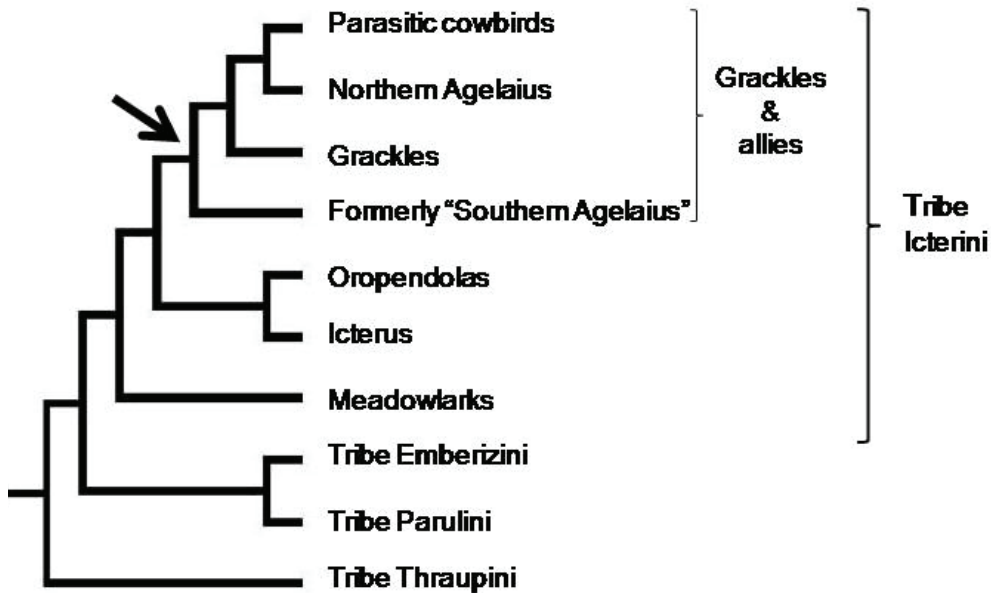 Parasitic cowbirds
Northern Agelaius
Grackles
Formerly “Southern Agelaius”
Oropendolas
Icterus
Meadowlarks
Tribe Emberizini
Tribe Parulini
Tribe Thraupini
Grackles
&
allies
Tribe
Icterini